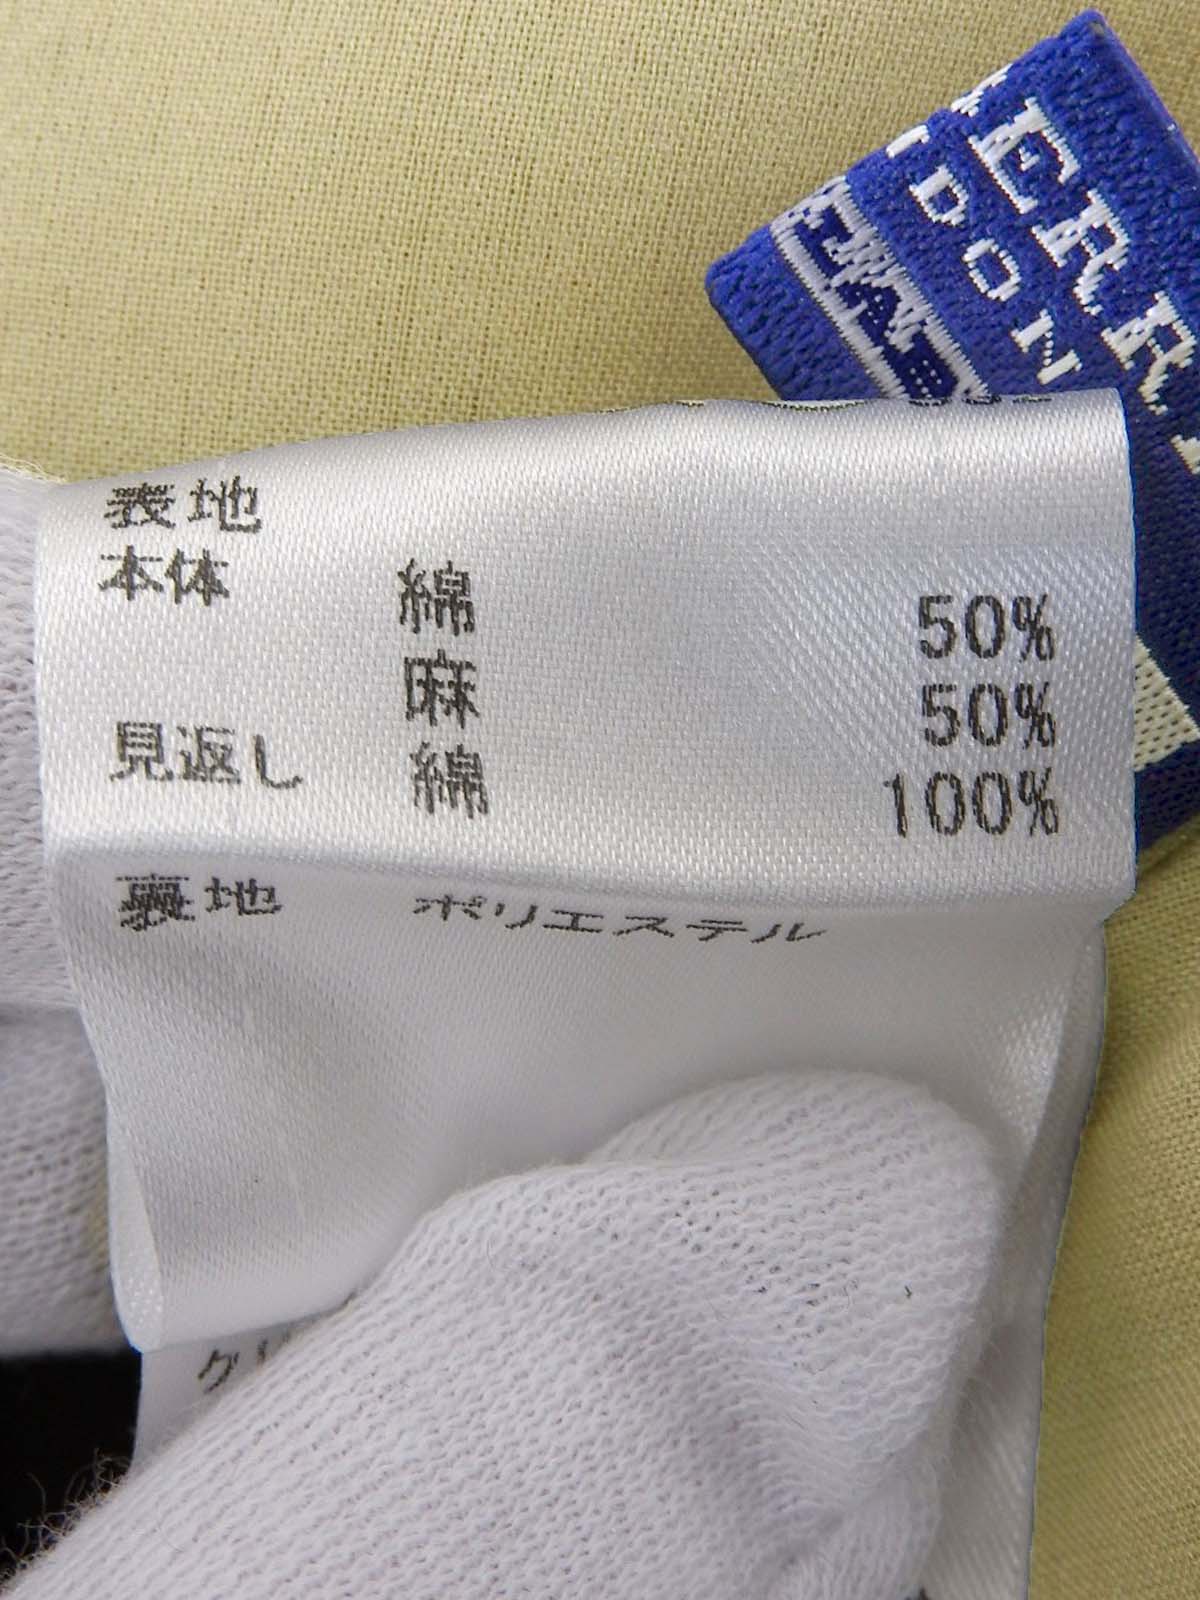 表地
本体 綿 50%
麻 50%
見返し 綿 100%
裏地 ポリエステル